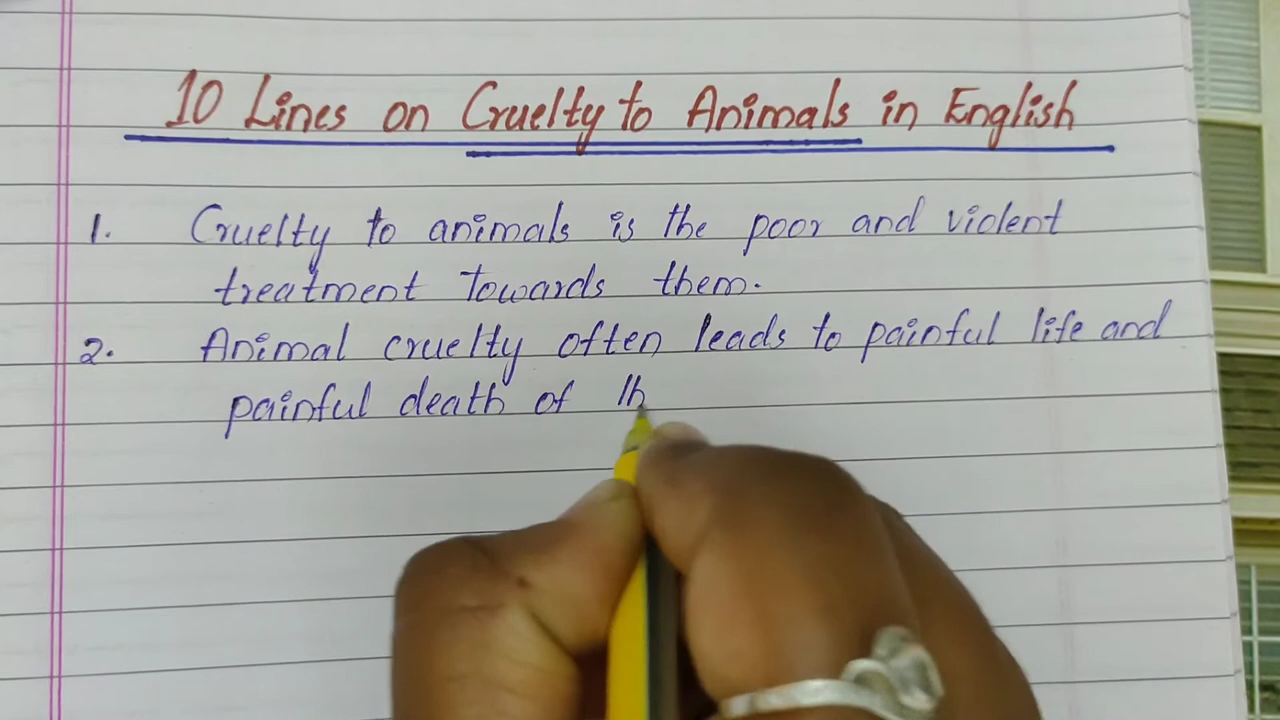 10 Lines on Cruelty to Animals in English
1. Cruelty to animals is the poor and violent
treatment towards them.
2. Animal cruelty often leads to painful life and
painful death of th